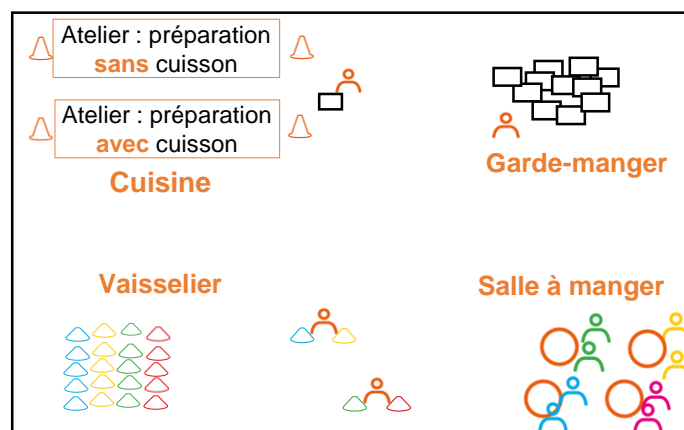 Atelier : préparation
sans cuisson
Atelier : préparation
avec cuisson
Cuisine
Garde-manger
Vaisselier
Salle à manger